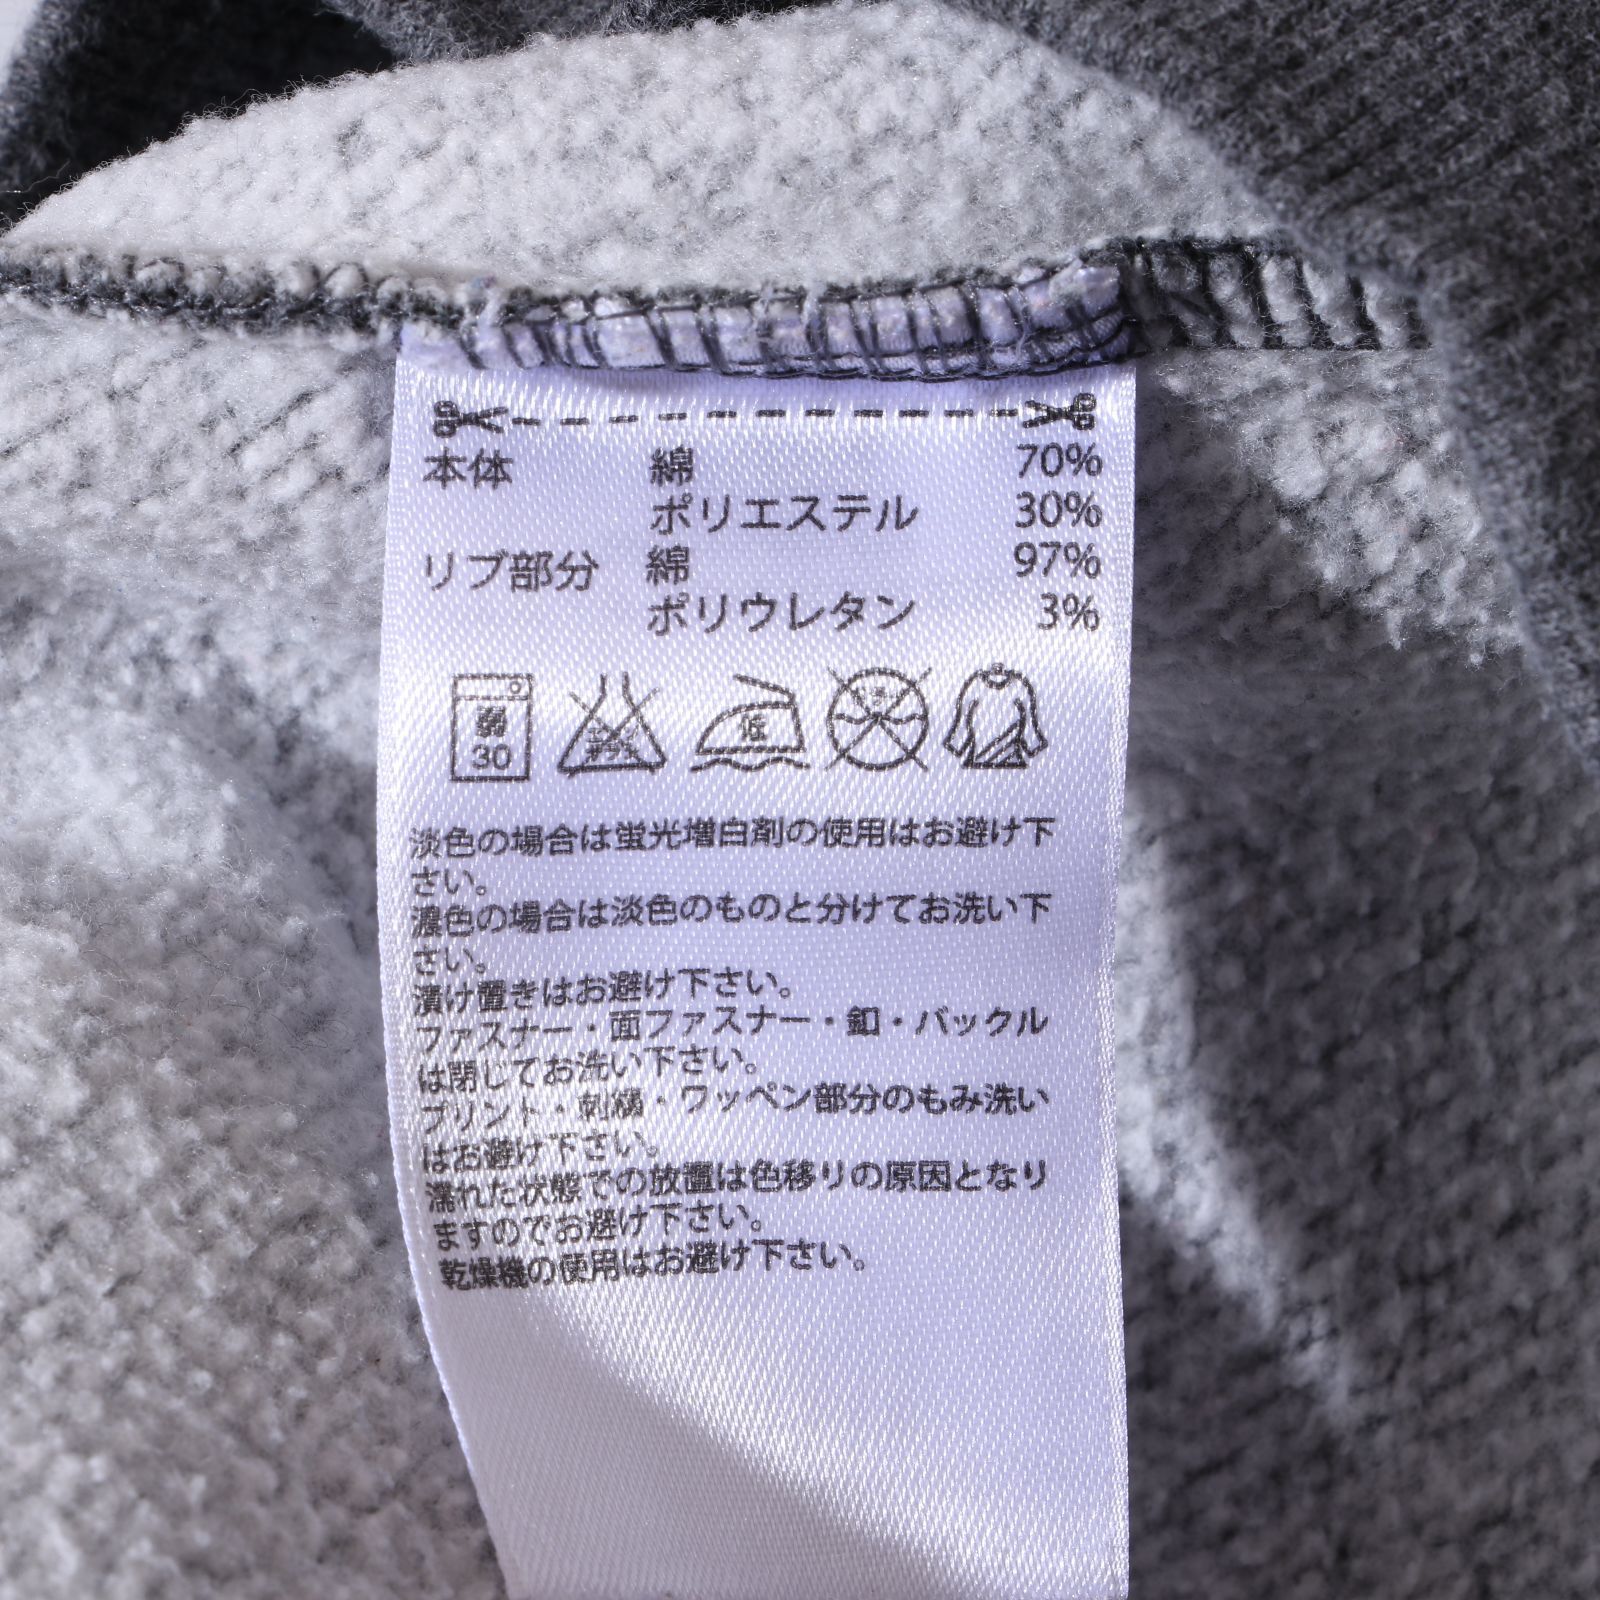 本体 綿 70%
ポリエステル 30%
リブ部分 綿 97%
ポリウレタン 3%
弱 30 エンソ サラシ 低 ドライ
淡色の場合は蛍光増白剤の使用はお避け下
さい。
濃色の場合は淡色のものと分けてお洗い下
さい。
漬け置きはお避け下さい。
ファスナー・面ファスナー・釦・バックル
は閉じてお洗い下さい。
プリント・刺繍・ワッペン部分のもみ洗い
はお避け下さい。
濡れた状態での放置は色移りの原因となり
ますのでお避け下さい。
乾燥機の使用はお避け下さい。